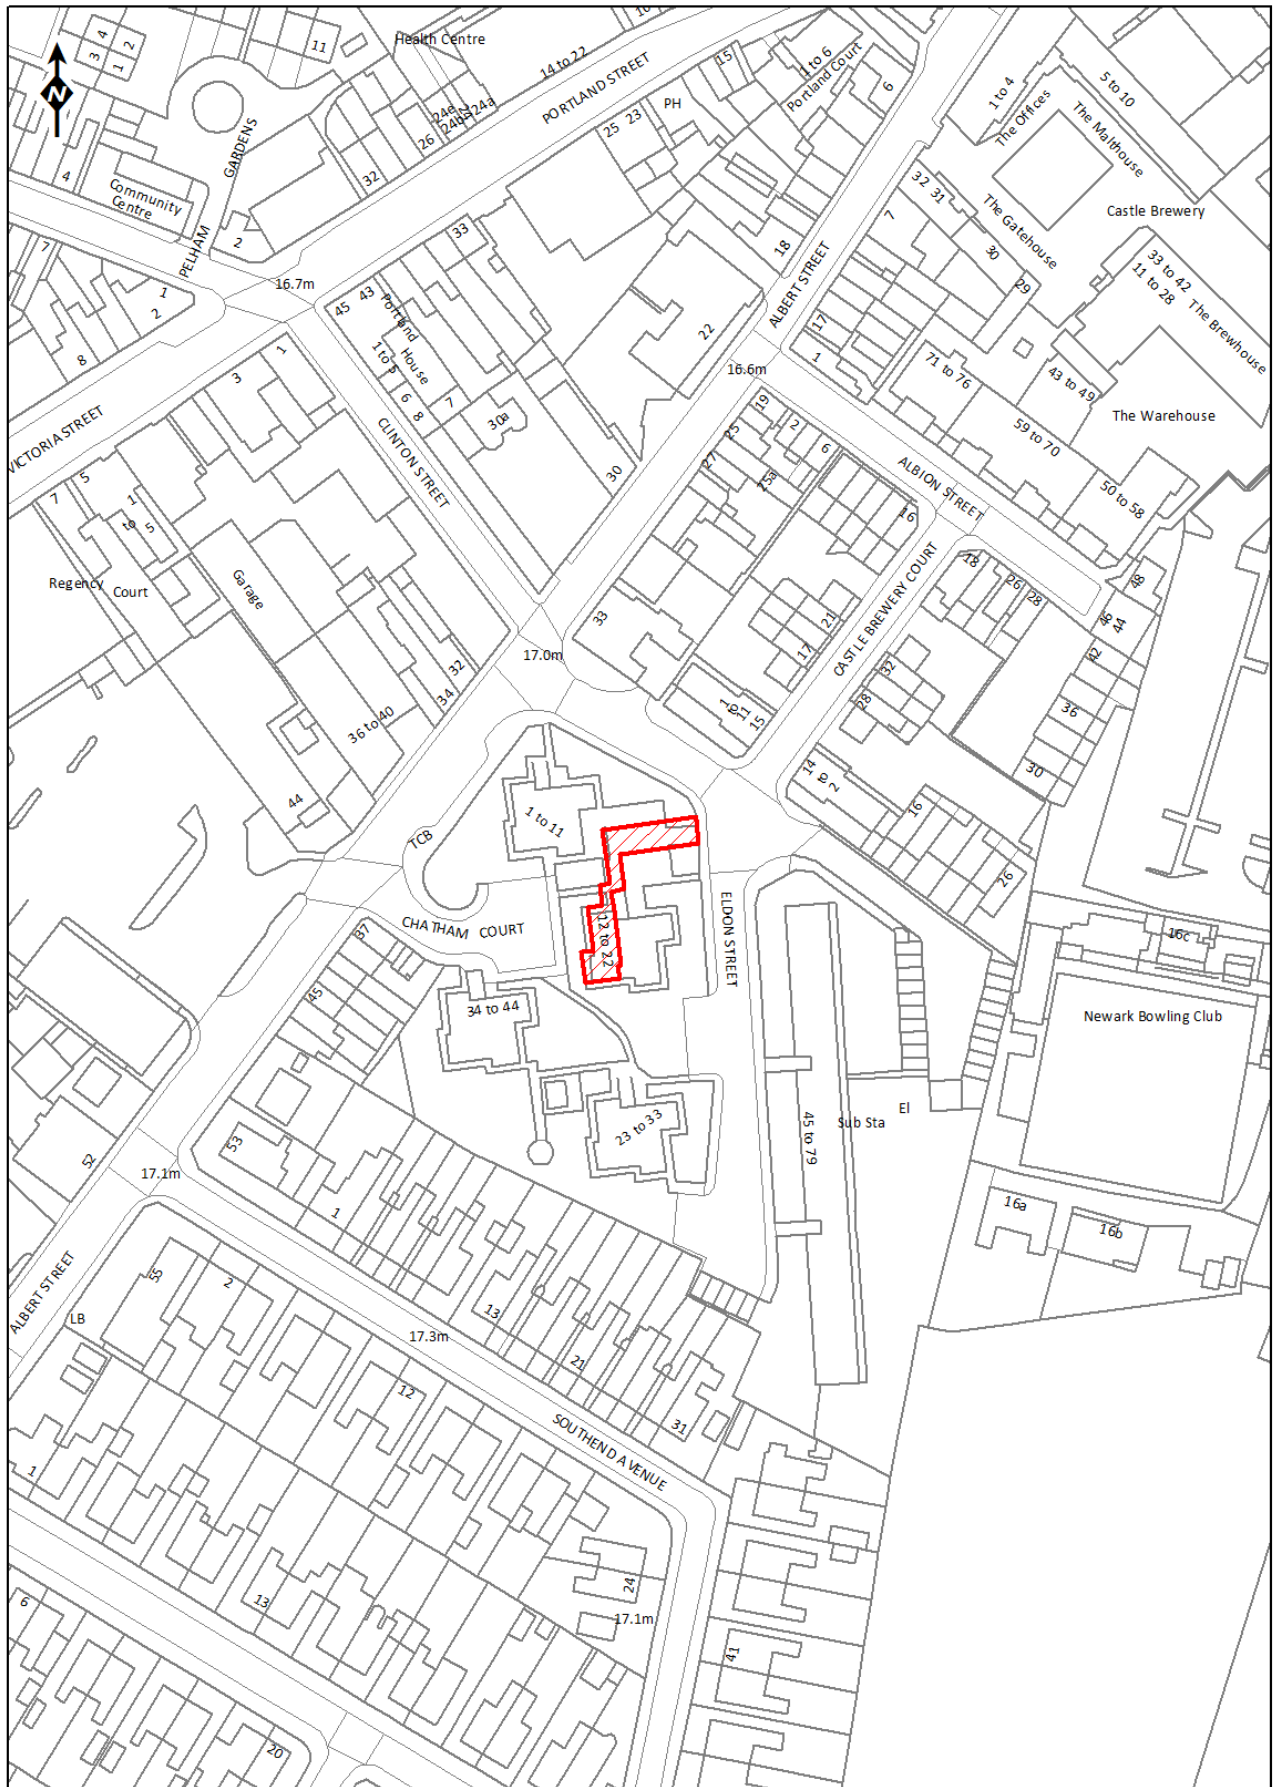 Health Centre
10
4
2
3
1
11
14 to 22
PORTLAND STREET
15
1 to 6
Portland Court
6
1 to 4
The Offices
5 to 10
The Malthouse
N
24e
24a
26
PH
25 23
GARDENS
32
4
Community
Centre
PELHAM
2
33
7
1
2
8
16.7m
45 43
Portland
House
1 to 5
6
8
7
30a
18
ALBERT STREET
32
31
7
The Gatehouse
30
29
Castle Brewery
33 to 42
11 to 28
The Brewhouse
22
17
1
16.6m
71 to 76
43 to 49
59 to 70
The Warehouse
50 to 58
1
3
VICTORIA STREET
5
7
1
to
5
Regency Court
Garage
CLINTON STREET
30
19
25
27
25a
2
6
ALBION STREET
16
18
26
28
48
46
44
42
36
30
CASTLE BREWERY COURT
33
21
17
32
28
17.0m
32
34
36 to 40
44
1
to
11
15
14
to
2
16
26
TCB
1 to 11
12 to 22
ELDON STREET
CHATHAM COURT
37
45
34 to 44
23 to 33
45 to 79
El
Sub Sta
16c
Newark Bowling Club
16a
16b
53
52
17.1m
1
13
21
31
ALBERT STREET
LB
55
2
17.3m
12
SOUTHEND AVENUE
1
13
24
17.1m
41
6
20